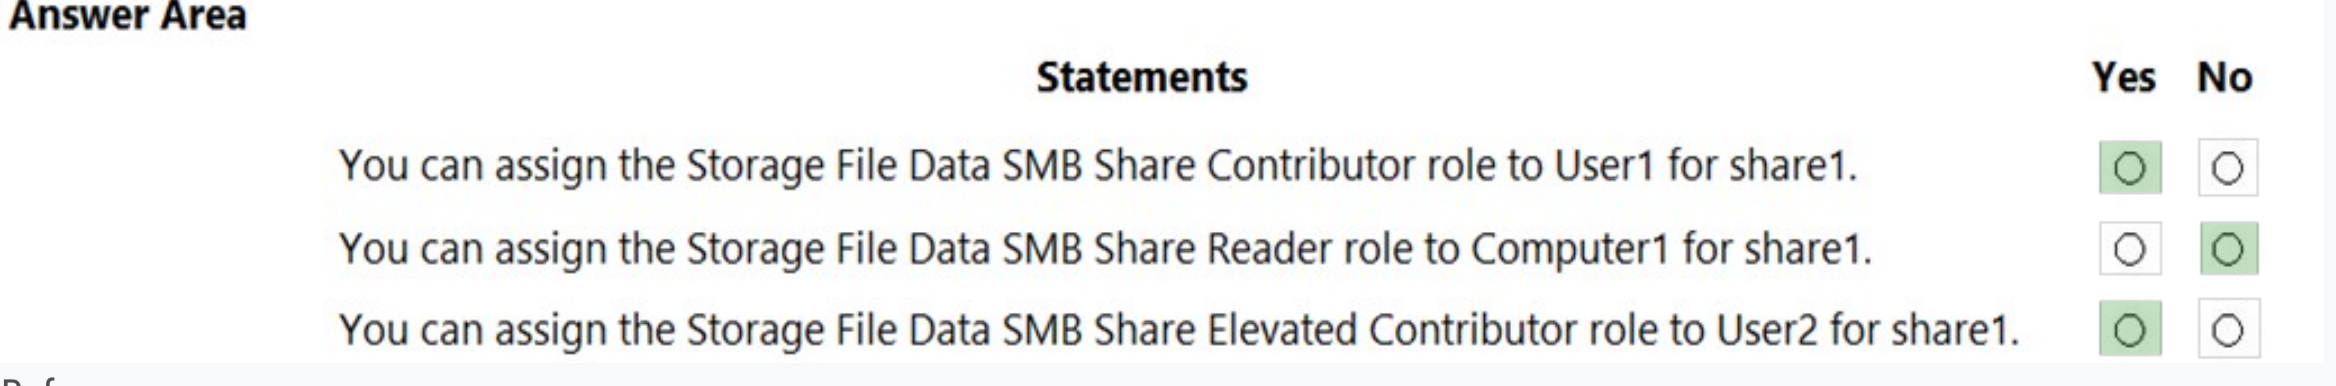 Answer Area
Statements Yes No
You can assign the Storage File Data SMB Share Contributor role to User1 for share1.
You can assign the Storage File Data SMB Share Reader role to Computer1 for share1.
You can assign the Storage File Data SMB Share Elevated Contributor role to User2 for share1.